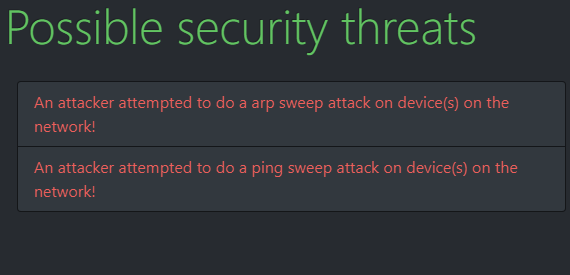 Possible security threats
An attacker attempted to do a arp sweep attack on device(s) on the
network!
An attacker attempted to do a ping sweep attack on device(s) on the
network!